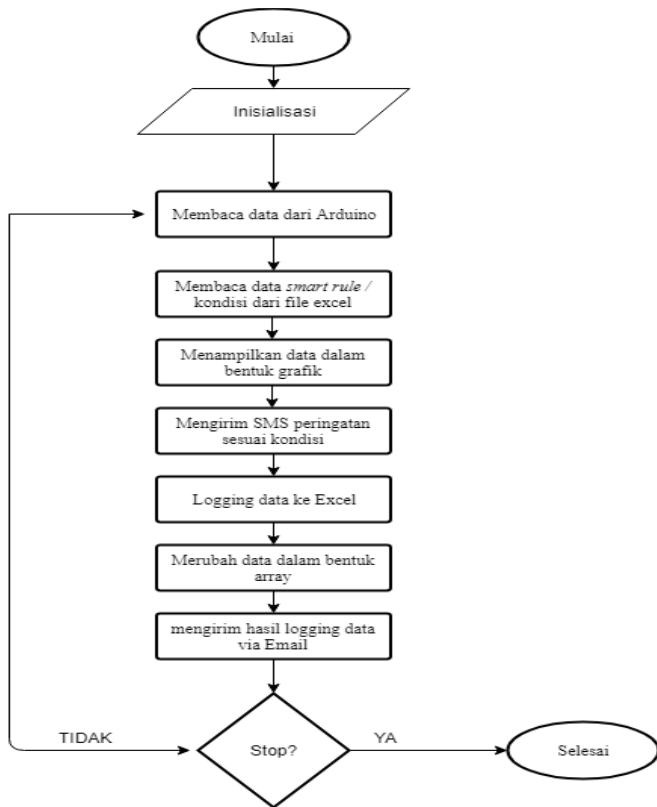 Mulai
Inisialisasi
Membaca data dari Arduino
Membaca data smart rule /
kondisi dari file excel
Menampilkan data dalam
bentuk grafik
Mengirim SMS peringatan
sesuai kondisi
Logging data ke Excel
Merubah data dalam bentuk
array
mengirim hasil logging data
via Email
TIDAK
Stop?
YA
Selesai